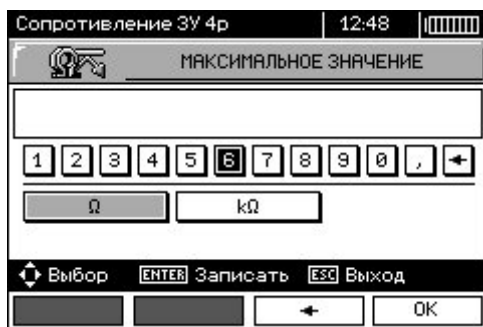 Сопротивление ЗУ 4p 12:48
МАКСИМАЛЬНОЕ ЗНАЧЕНИЕ
1 2 3 4 5 6 7 8 9 0 , ←
Ω kΩ
Выбор ENTER Записать ESC Выход
← OK